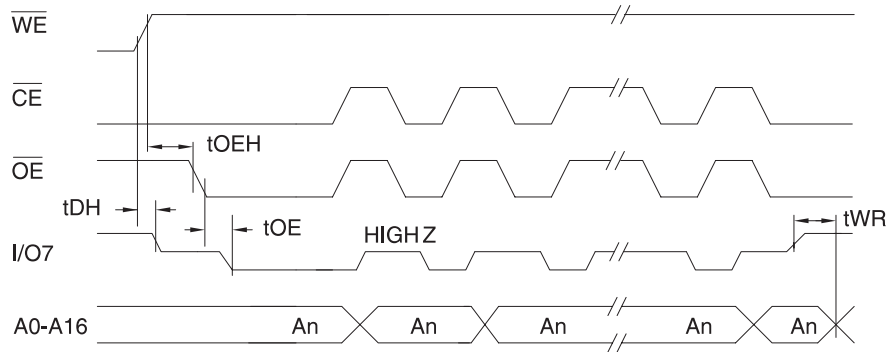 WE
CE
tOEH
OE
tDH
tOE
HIGH Z
tWR
I/O7
A0-A16 An An An An An